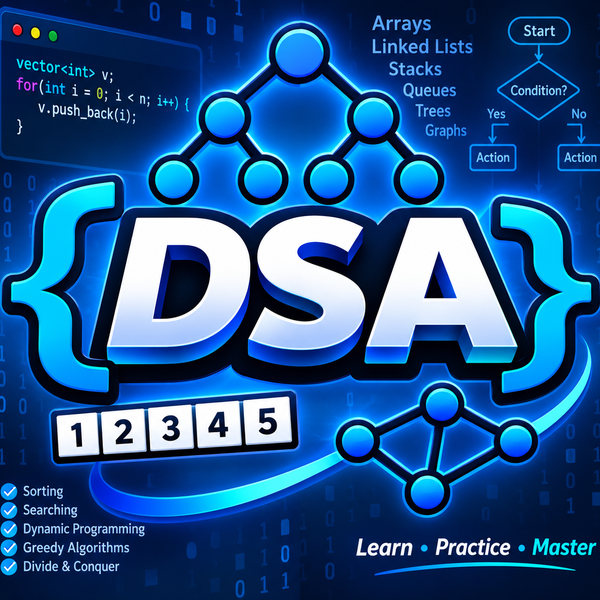 vector<int> v;
for(int i = 0; i < n; i++) {
v.push_back(i);
}
Arrays
Linked Lists
Stacks
Queues
Trees
Graphs
Start
Condition?
Yes
No
Action
Action
{DSA}
1 2 3 4 5
Sorting
Searching
Dynamic Programming
Greedy Algorithms
Divide & Conquer
Learn • Practice • Master